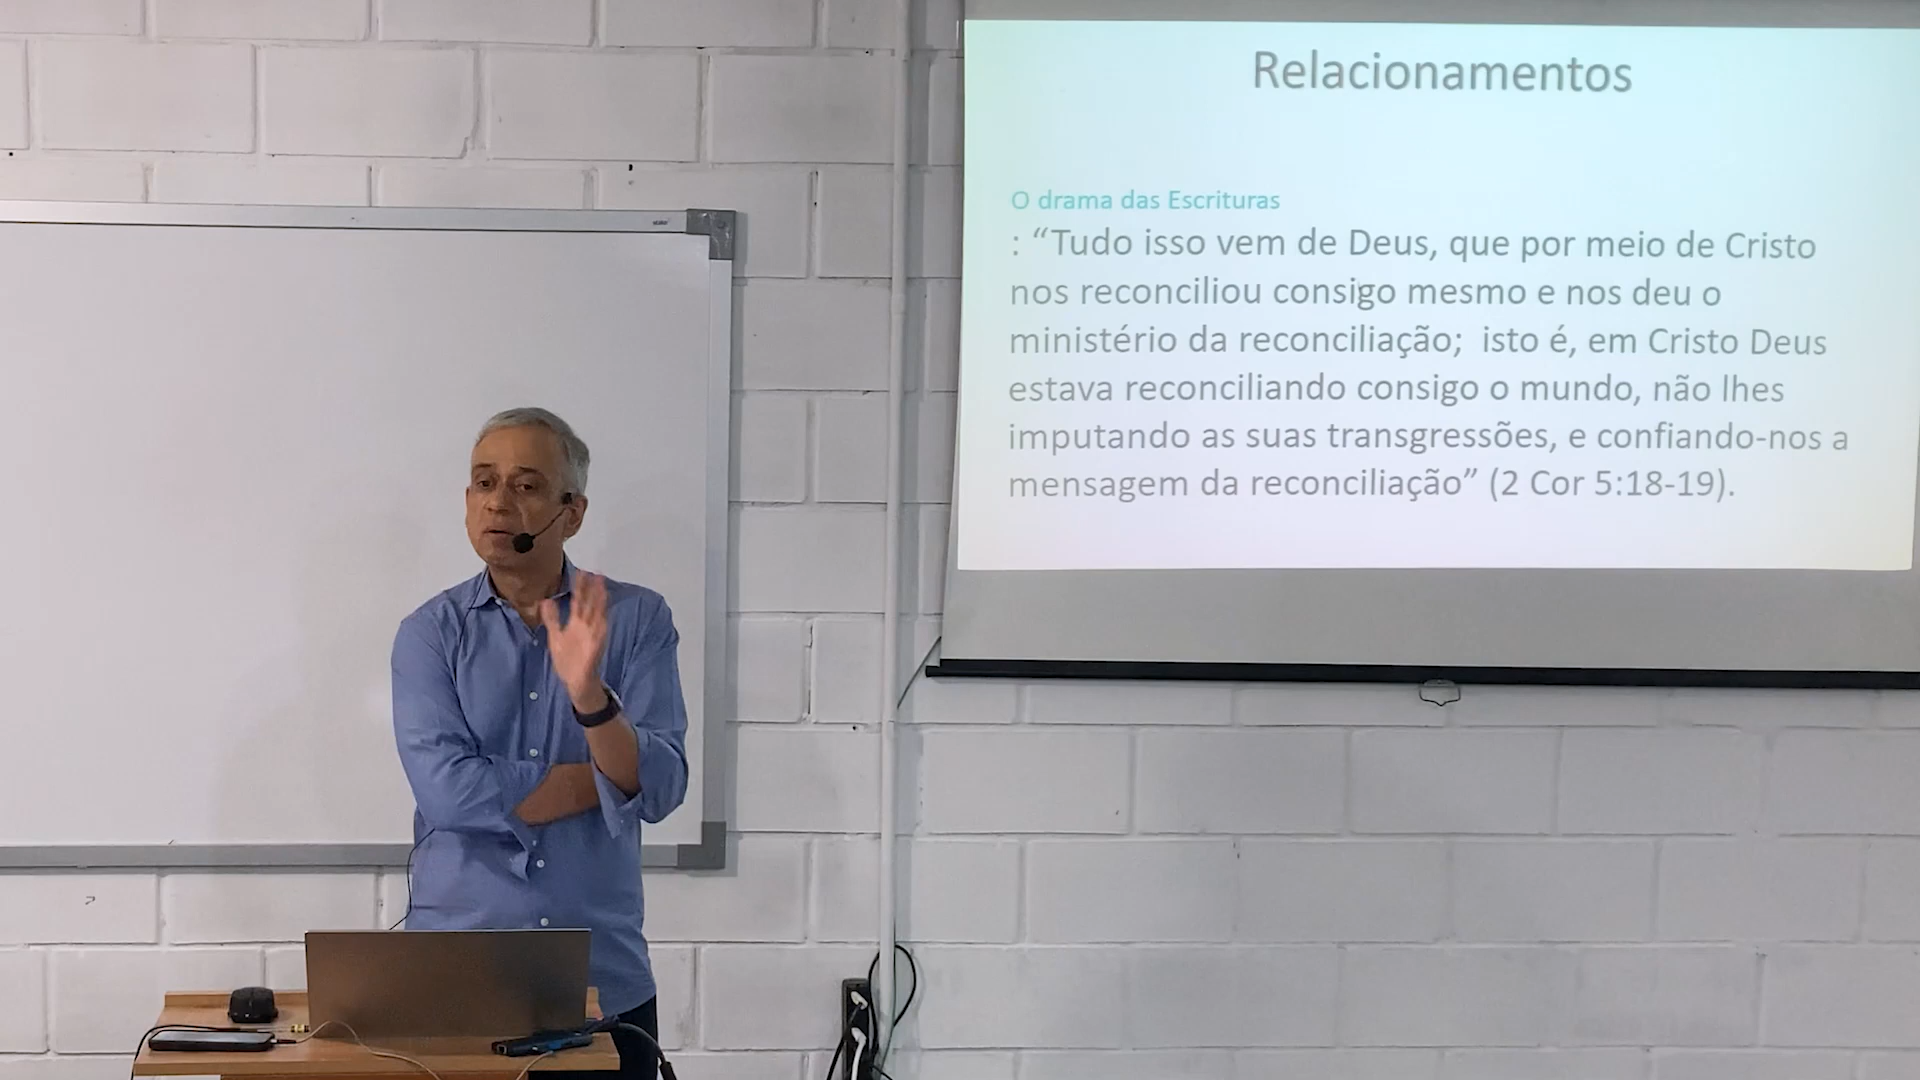 Relacionamentos
O drama das Escrituras
: “Tudo isso vem de Deus, que por meio de Cristo
nos reconciliou consigo mesmo e nos deu o
ministério da reconciliação;  isto é, em Cristo Deus
estava reconciliando consigo o mundo, não lhes
imputando as suas transgressões, e confiando-nos a
mensagem da reconciliação” (2 Cor 5:18-19).